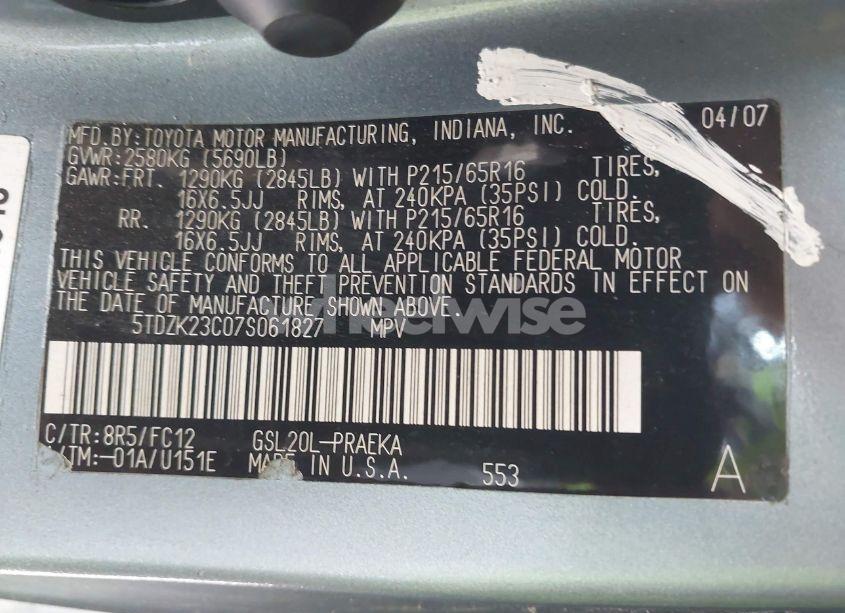 MFD.BY:TOYOTA MOTOR MANUFACTURING, INDIANA, INC. 04/07
GVWR:2580KG (5690LB)
GAWR:FRT. 1290KG (2845LB) WITH P215/65R16 TIRES,
16X6.5JJ RIMS, AT 240KPA (35PSI) COLD.
RR. 1290KG (2845LB) WITH P215/65R16 TIRES,
16X6.5JJ RIMS, AT 240KPA (35PSI) COLD.
THIS VEHICLE CONFORMS TO ALL APPLICABLE FEDERAL MOTOR
VEHICLE SAFETY AND THEFT PREVENTION STANDARDS IN EFFECT ON
THE DATE OF MANUFACTURE SHOWN ABOVE.
5TDZK23C07S061827 MPV
C/TR:8R5/FC12 GSL20L-PRAEKA
/TM:-01A/U151E MADE IN U.S.A. 553 A